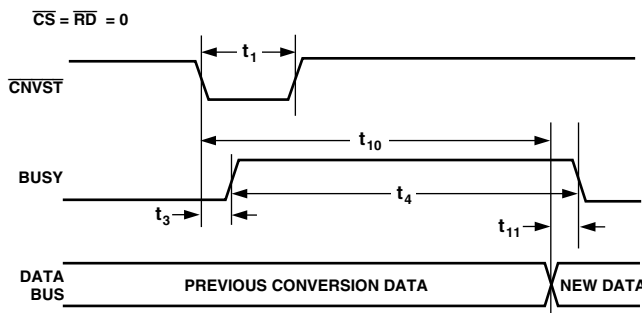 CS = RD = 0
t1
CNVST
t10
BUSY
t4
t3
t11
DATA
BUS
PREVIOUS CONVERSION DATA
NEW DATA